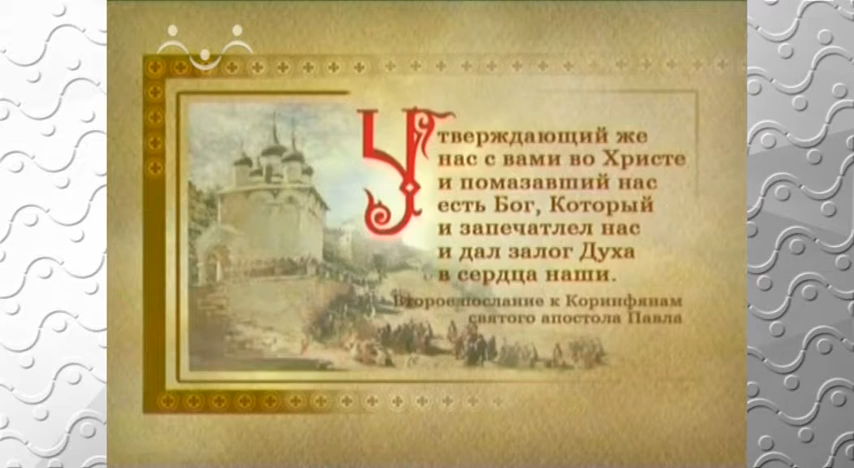 Утверждающий же
нас с вами во Христе
и помазавший нас
есть Бог, Который
и запечатлел нас
и дал залог Духа
в сердца наши.
Второе послание к Коринфянам
святого апостола Павла